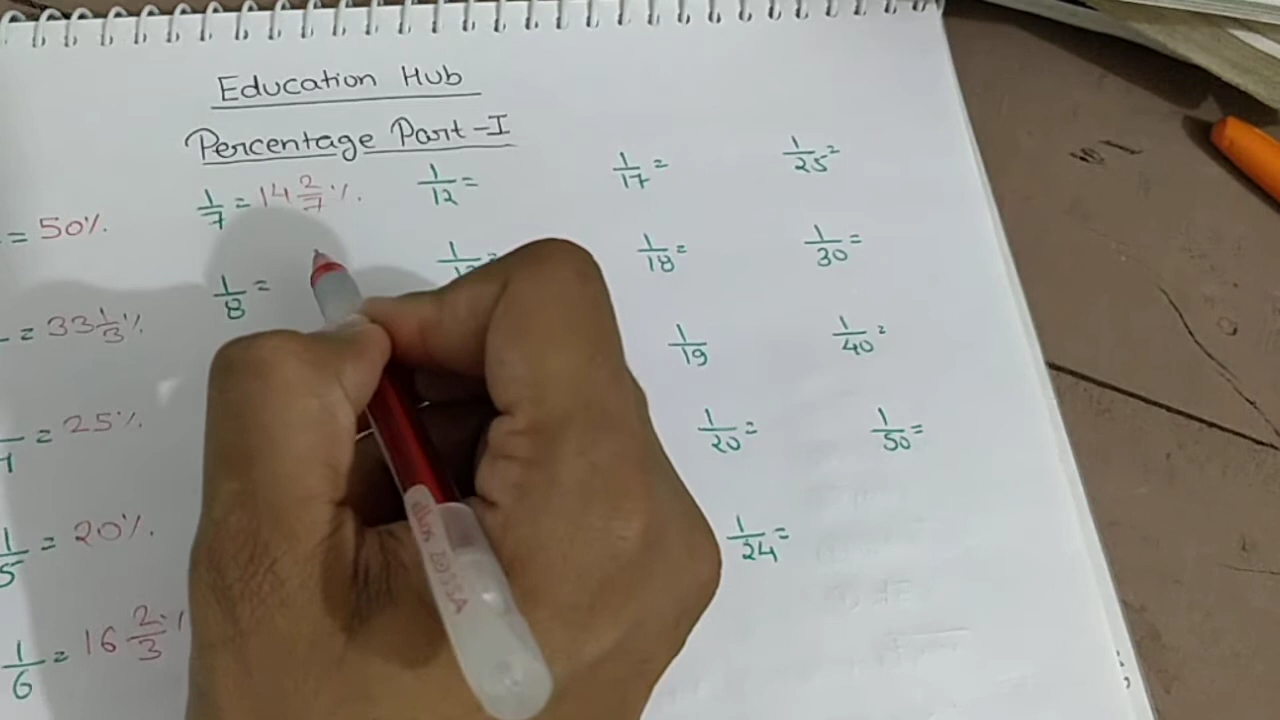 Education Hub
Percentage Part-I
= 50%
= 33 1/3 %
= 25%
1/5 = 20%
1/6 = 16 2/3 %
1/7 = 14 2/7 %
1/8 =
1/12 =
1/17 =
1/18 =
1/19
1/20 =
1/24 =
1/25 =
1/30 =
1/40 =
1/50 =